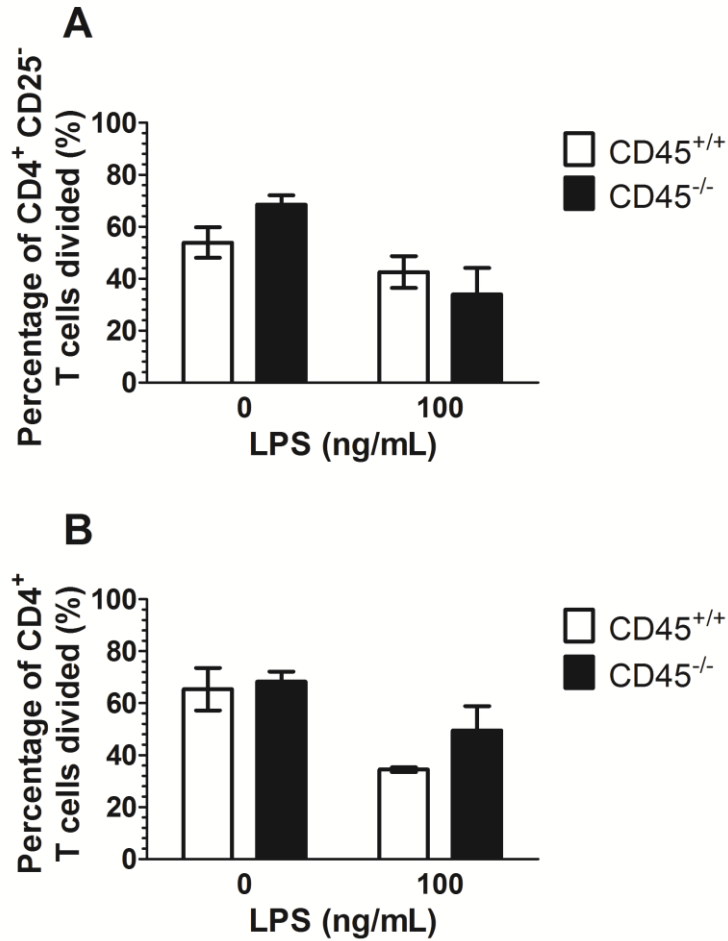 A
Percentage of CD4⁺ CD25⁻
T cells divided (%)
100
80
60
40
20
0
0 100
LPS (ng/mL)
CD45⁺/⁺
CD45⁻/⁻
B
Percentage of CD4⁺
T cells divided (%)
100
80
60
40
20
0
0 100
LPS (ng/mL)
CD45⁺/⁺
CD45⁻/⁻